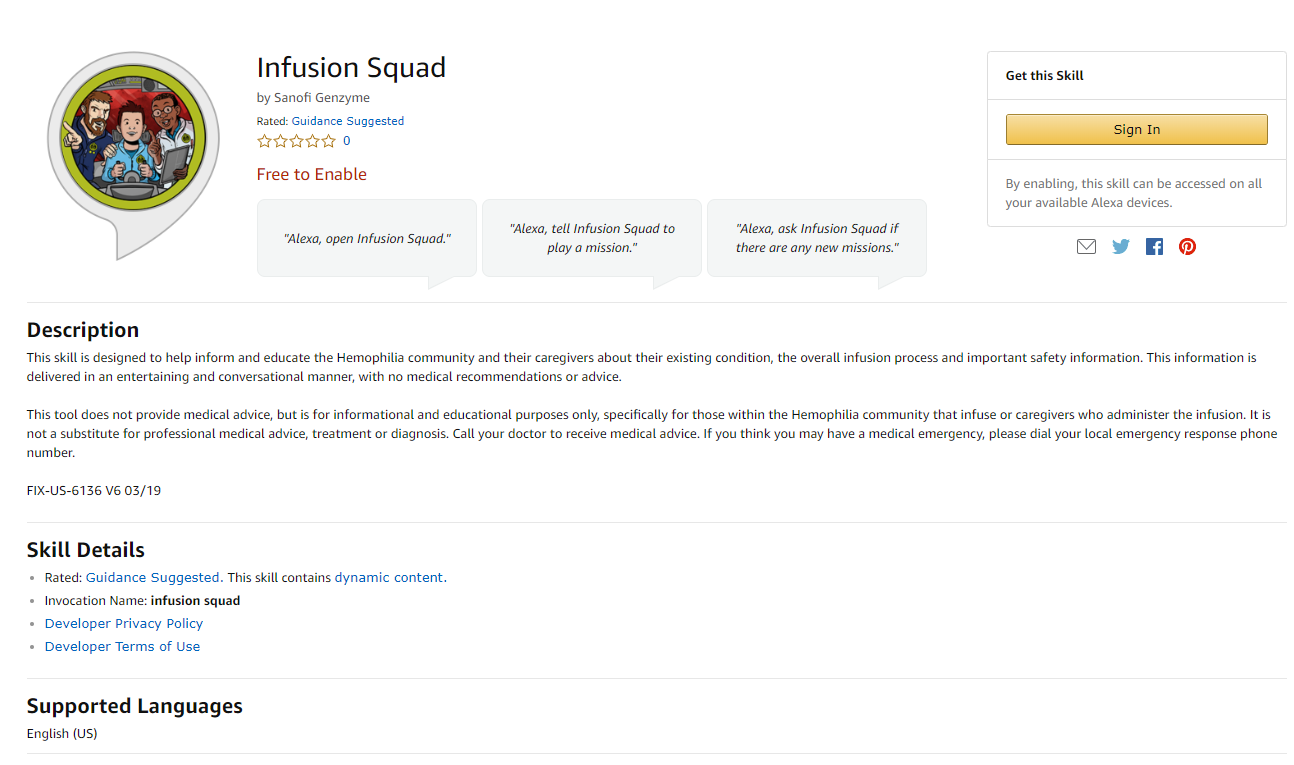 Infusion Squad
by Sanofi Genzyme
Rated: Guidance Suggested
0
Free to Enable
"Alexa, open Infusion Squad."
"Alexa, tell Infusion Squad to
play a mission."
"Alexa, ask Infusion Squad if
there are any new missions."
Get this Skill
Sign In
By enabling, this skill can be accessed on all
your available Alexa devices.
Description
This skill is designed to help inform and educate the Hemophilia community and their caregivers about their existing condition, the overall infusion process and important safety information. This information is
delivered in an entertaining and conversational manner, with no medical recommendations or advice.
This tool does not provide medical advice, but is for informational and educational purposes only, specifically for those within the Hemophilia community that infuse or caregivers who administer the infusion. It is
not a substitute for professional medical advice, treatment or diagnosis. Call your doctor to receive medical advice. If you think you may have a medical emergency, please dial your local emergency response phone
number.
FIX-US-6136 V6 03/19
Skill Details
Rated: Guidance Suggested. This skill contains dynamic content.
Invocation Name: infusion squad
Developer Privacy Policy
Developer Terms of Use
Supported Languages
English (US)